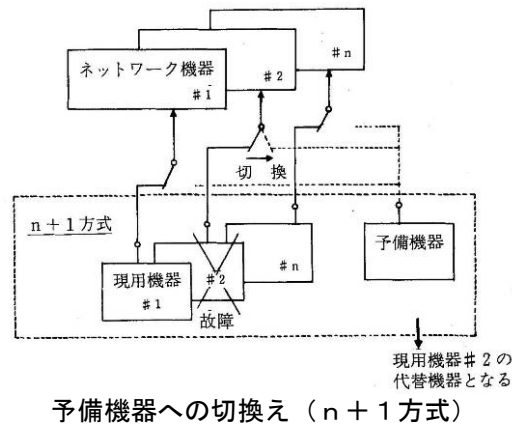 #n
ネットワーク機器
#2
#1
切換
n+1方式
現用機器
#1
#2
#n
予備機器
故障
現用機器#2の
代替機器となる
予備機器への切換え（n+1方式）